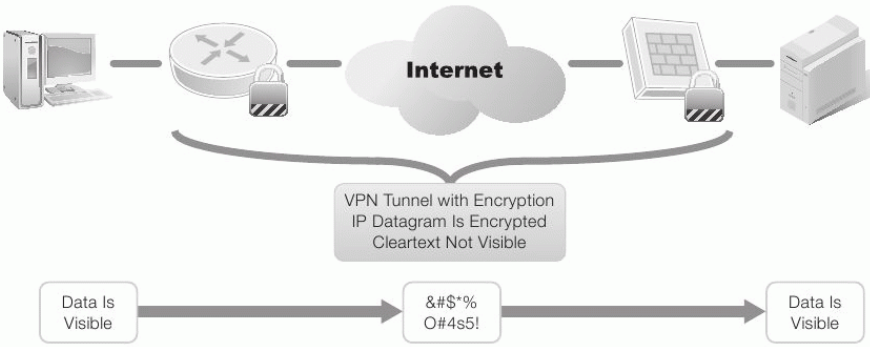 Internet
VPN Tunnel with Encryption
IP Datagram Is Encrypted
Cleartext Not Visible
Data Is
Visible
&#$*%
O#4s5!
Data Is
Visible